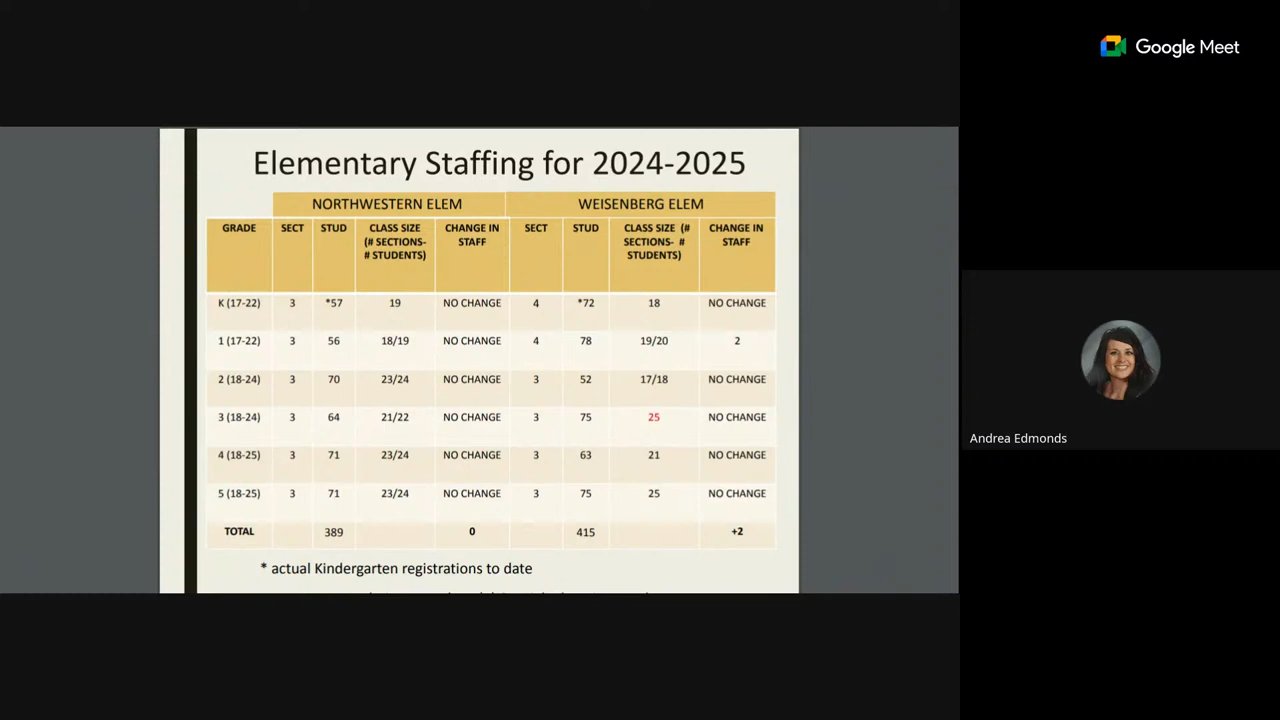 Google Meet
Elementary Staffing for 2024-2025
NORTHWESTERN ELEM WEISENBERG ELEM
GRADE SECT STUD CLASS SIZE (# SECTIONS- # STUDENTS) CHANGE IN STAFF SECT STUD CLASS SIZE (# SECTIONS- # STUDENTS) CHANGE IN STAFF
K (17-22) 3 *57 19 NO CHANGE 4 *72 18 NO CHANGE
1 (17-22) 3 56 18/19 NO CHANGE 4 78 19/20 2
2 (18-24) 3 70 23/24 NO CHANGE 3 52 17/18 NO CHANGE
3 (18-24) 3 64 21/22 NO CHANGE 3 75 25 NO CHANGE
4 (18-25) 3 71 23/24 NO CHANGE 3 63 21 NO CHANGE
5 (18-25) 3 71 23/24 NO CHANGE 3 75 25 NO CHANGE
TOTAL 389 0 415 +2
* actual Kindergarten registrations to date
Andrea Edmonds